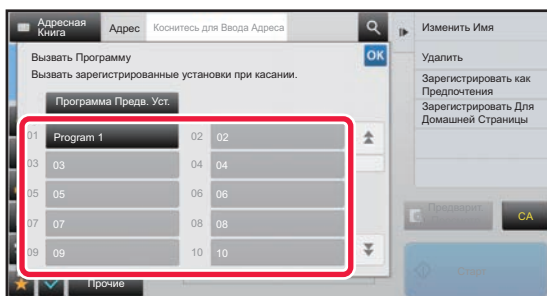 Адресная Книга
Адрес
Коснитесь для Ввода Адреса
Изменить Имя
Вызвать Программу
OK
Удалить
Вызвать зарегистрированные установки при касании.
Зарегистрировать как Предпочтения
Программа Предв. Уст.
Зарегистрировать Для Домашней Страницы
01 Program 1 02 02
03 03 04 04
05 05 06 06
07 07 08 08
Предварит.
CA
09 09 10 10
Старт
Прочие